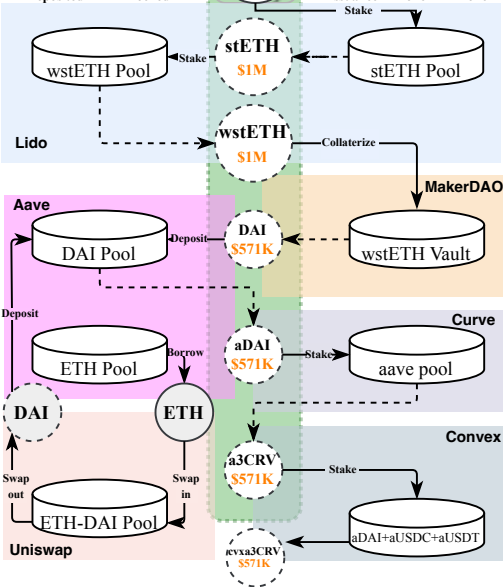 Stake
stETH
$1M
wstETH Pool
Stake
stETH Pool
wstETH
$1M
Lido
Collaterize
MakerDAO
Aave
DAI Pool
Deposit
DAI
$571K
wstETH Vault
Deposit
Curve
ETH Pool
Borrow
aDAI
$571K
Stake
aave pool
DAI
ETH
Convex
a3CRV
$571K
Stake
Swap
out
Swap
in
ETH-DAI Pool
aDAI+aUSDC+aUSDT
Uniswap
cvxa3CRV
$571K